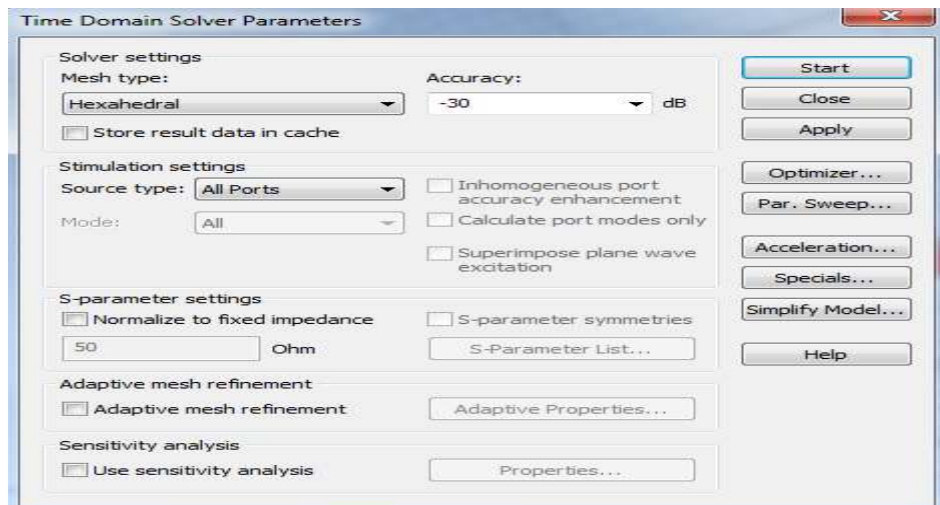 Time Domain Solver Parameters
Solver settings
Mesh type:
Accuracy:
Hexahedral
-30
dB
Store result data in cache
Stimulation settings
Source type:
All Ports
Inhomogeneous port
accuracy enhancement
Mode:
All
Calculate port modes only
Superimpose plane wave
excitation
S-parameter settings
Normalize to fixed impedance
S-parameter symmetries
50
Ohm
S-Parameter List...
Adaptive mesh refinement
Adaptive mesh refinement
Adaptive Properties...
Sensitivity analysis
Use sensitivity analysis
Properties...
Start
Close
Apply
Optimizer...
Par. Sweep...
Acceleration...
Specials...
Simplify Model...
Help